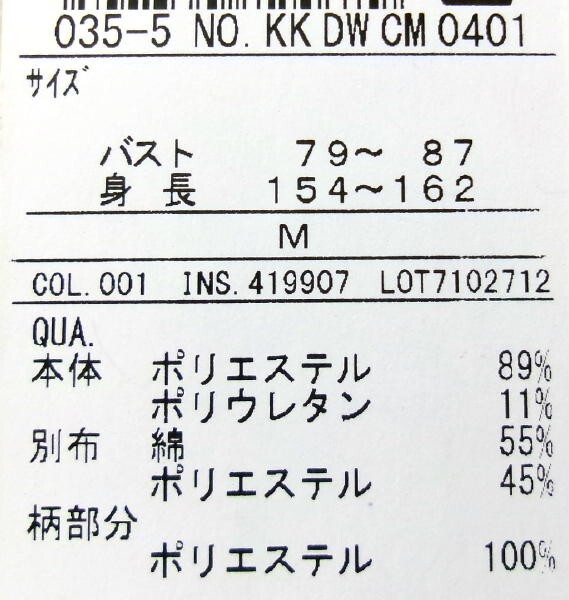 035-5 NO. KK DW CM 0401
サイズ
バスト 79～ 87
身 長 154～162
M
COL. 001 INS. 419907 LOT7102712
QUA.
本体 ポリエステル 89%
ポリウレタン 11%
別布 綿 55%
ポリエステル 45%
柄部分
ポリエステル 100%